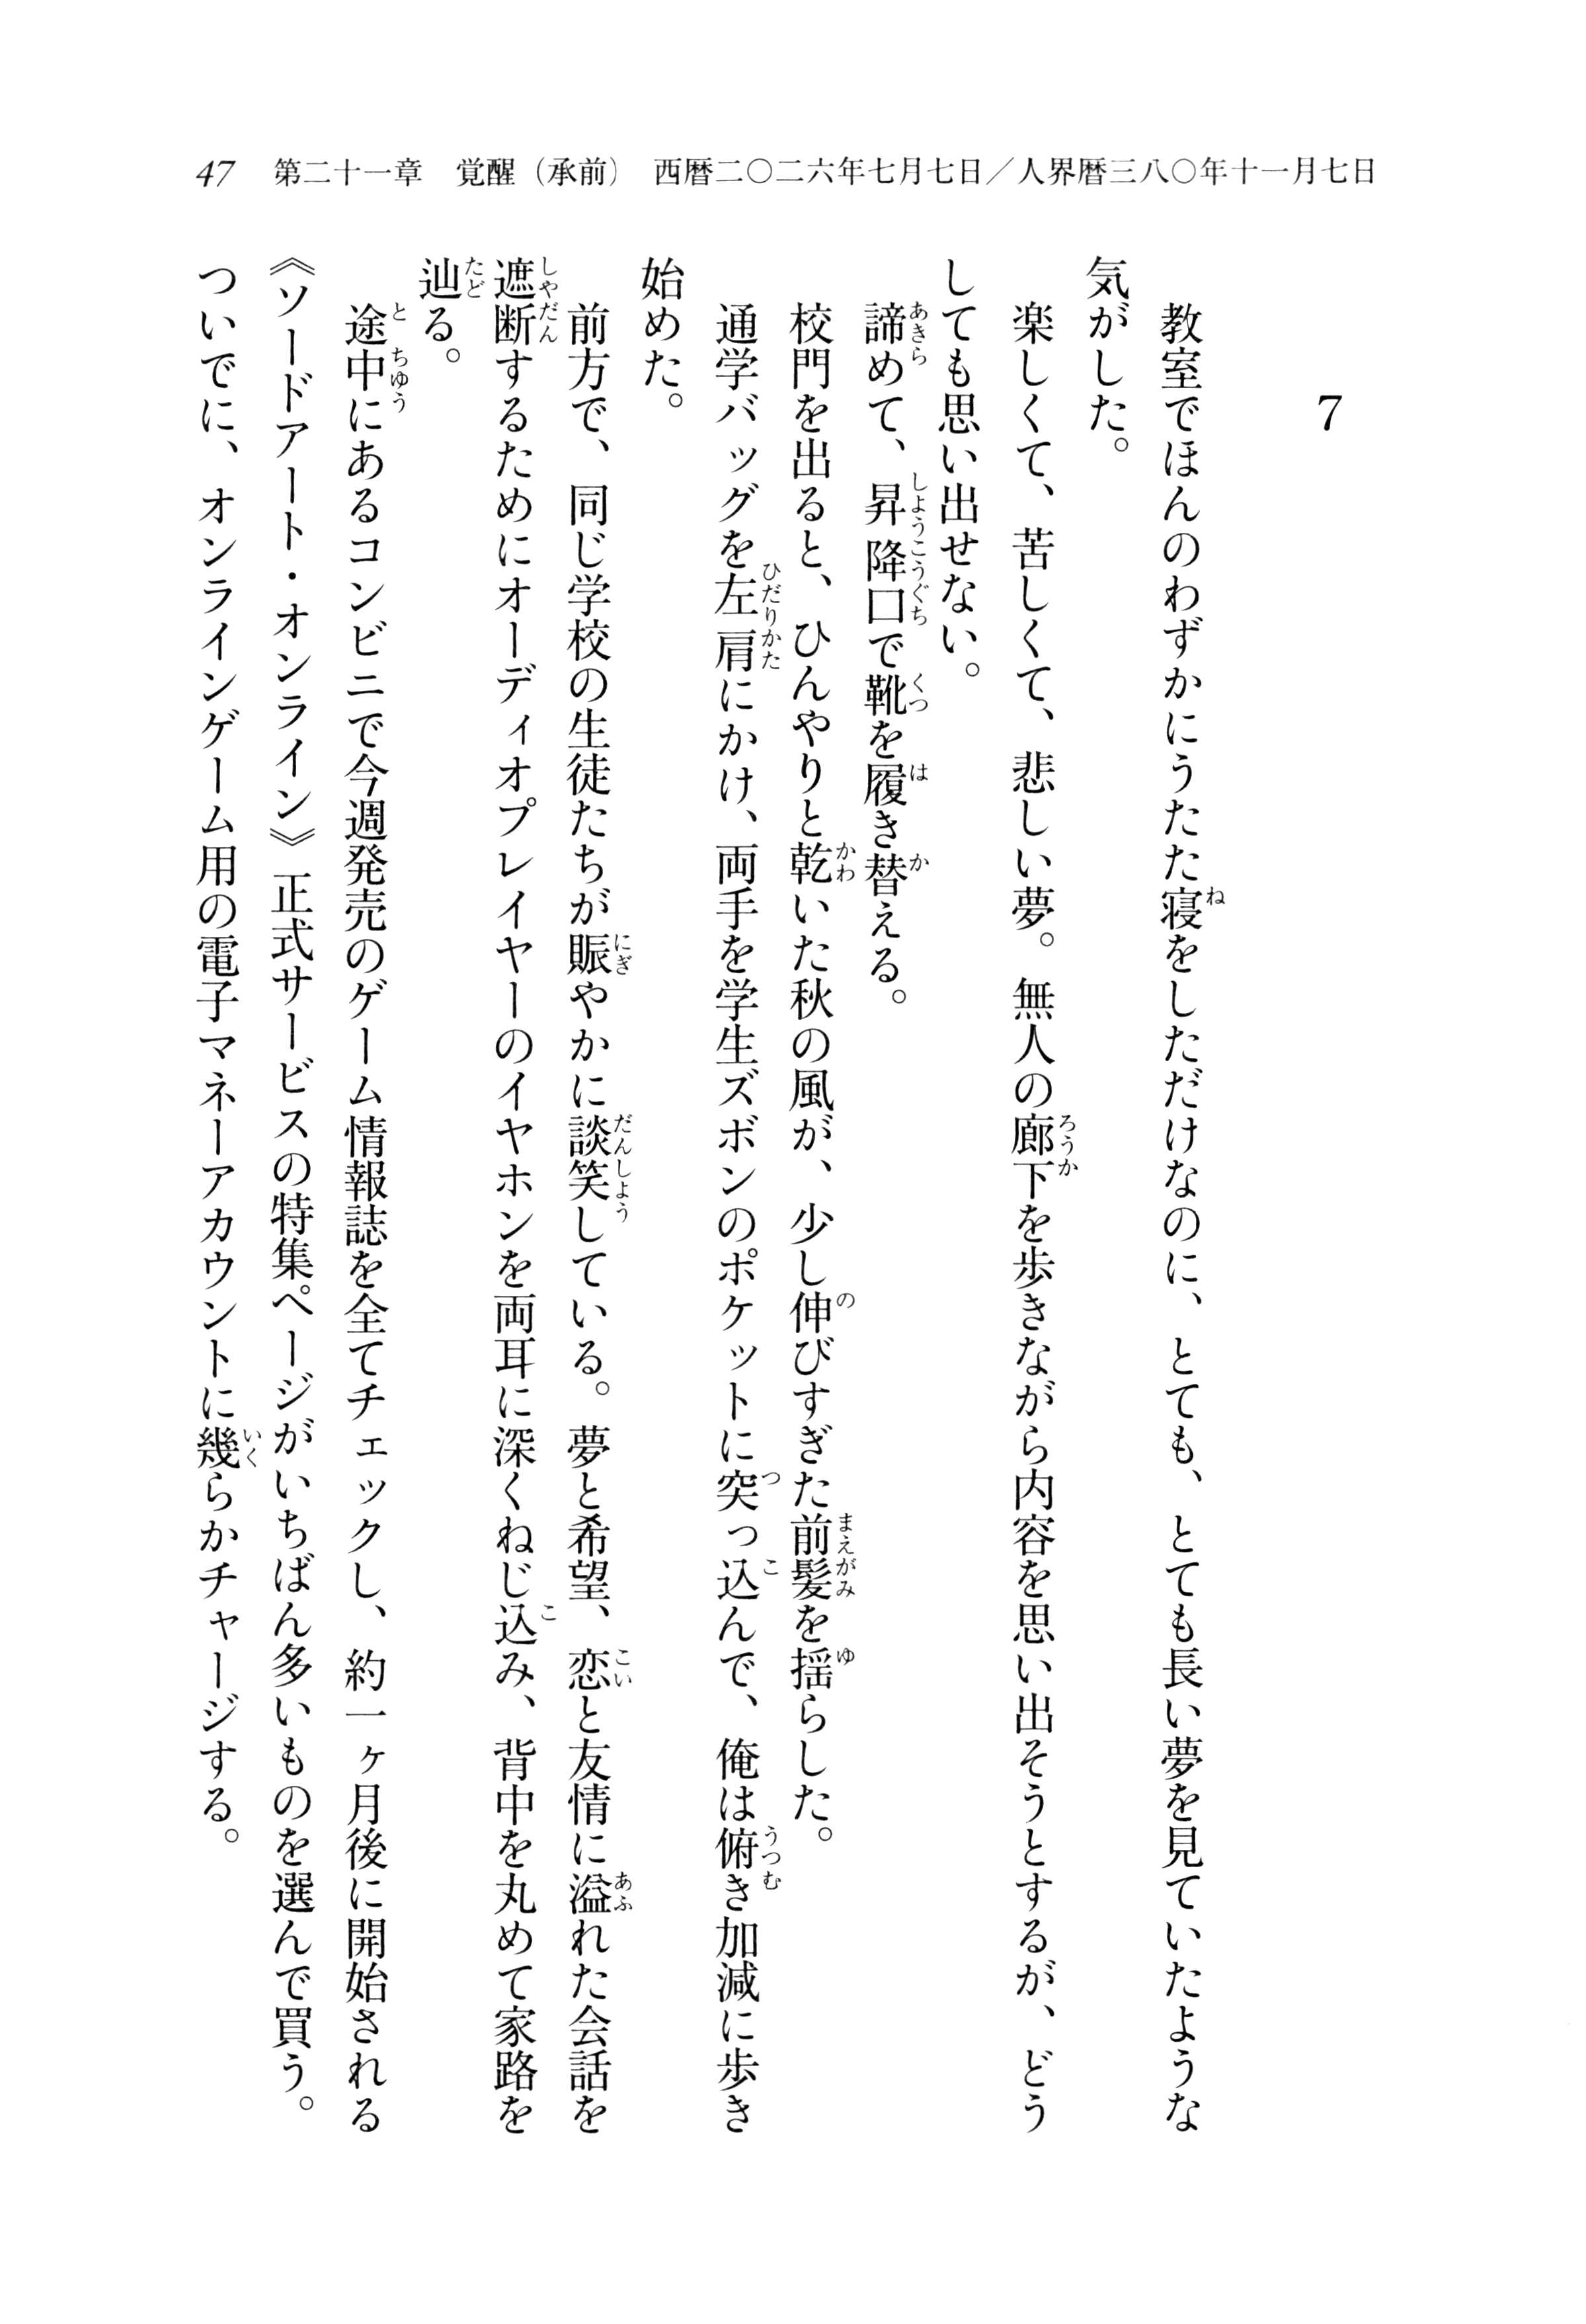 47　第二十一章　覚醒（承前）　西暦二〇二六年七月七日／人界暦三八〇年十一月七日
7
　教室でほんのわずかにうたた寝をしただけなのに、とても、とても長い夢を見ていたような
気がした。
　楽しくて、苦しくて、悲しい夢。無人の廊下を歩きながら内容を思い出そうとするが、どう
しても思い出せない。
　諦めて、昇降口で靴を履き替える。
　校門を出ると、ひんやりと乾いた秋の風が、少し伸びすぎた前髪を揺らした。
　通学バッグを左肩にかけ、両手を学生ズボンのポケットに突っ込んで、俺は俯き加減に歩き
始めた。
　前方で、同じ学校の生徒たちが賑やかに談笑している。夢と希望、恋と友情に溢れた会話を
遮断するためにオーディオプレイヤーのイヤホンを両耳に深くねじ込み、背中を丸めて家路を
辿る。
　途中にあるコンビニで今週発売のゲーム情報誌を全てチェックし、約一ヶ月後に開始される
《ソードアート・オンライン》正式サービスの特集ページがいちばん多いものを選んで買う。
ついでに、オンラインゲーム用の電子マネーアカウントに幾らかチャージする。